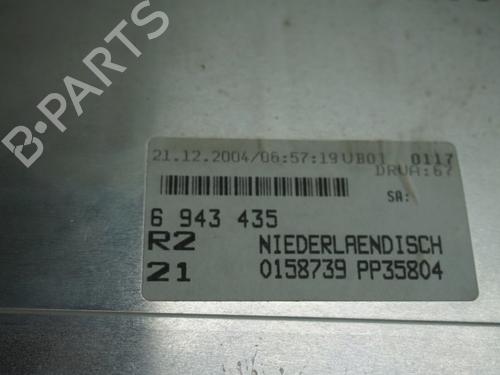 21.12.2004/06:57:19 VB01 0117
DRVA:67
SA:
6 943 435
R2 NIEDERLAENDISCH
21 0158739 PP35804
B-PARTS